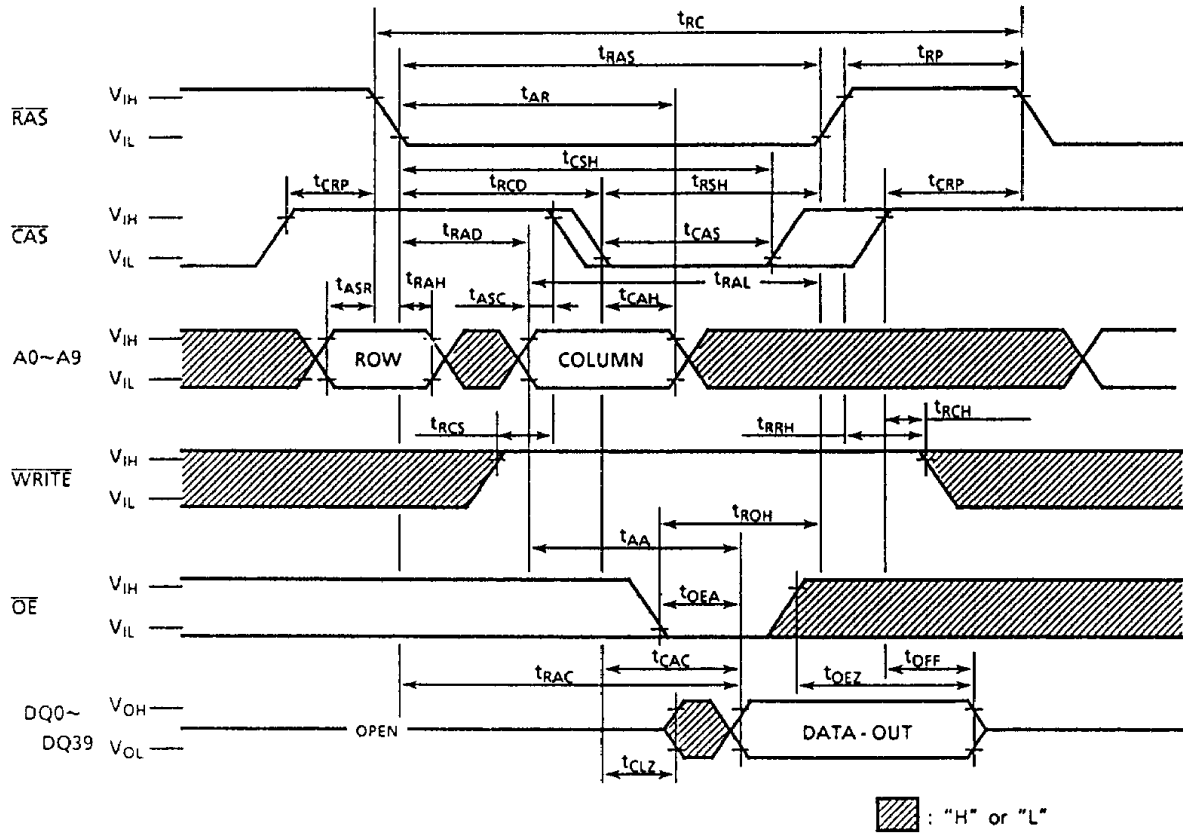 tRC
tRAS
tRP
tAR
RAS
VIH
VIL
tCSH
tCRP
tRCD
tRSH
tCRP
CAS
VIH
VIL
tRAD
tCAS
tRAL
tASR
tRAH
tASC
tCAH
A0~A9
VIH
VIL
ROW
COLUMN
tRCS
tRRH
tRCH
WRITE
VIH
VIL
tROH
tAA
OE
VIH
VIL
tOEA
tCAC
tOFF
tRAC
tOEZ
DQ0~
DQ39
VOH
VOL
OPEN
DATA-OUT
tCLZ
: "H" or "L"